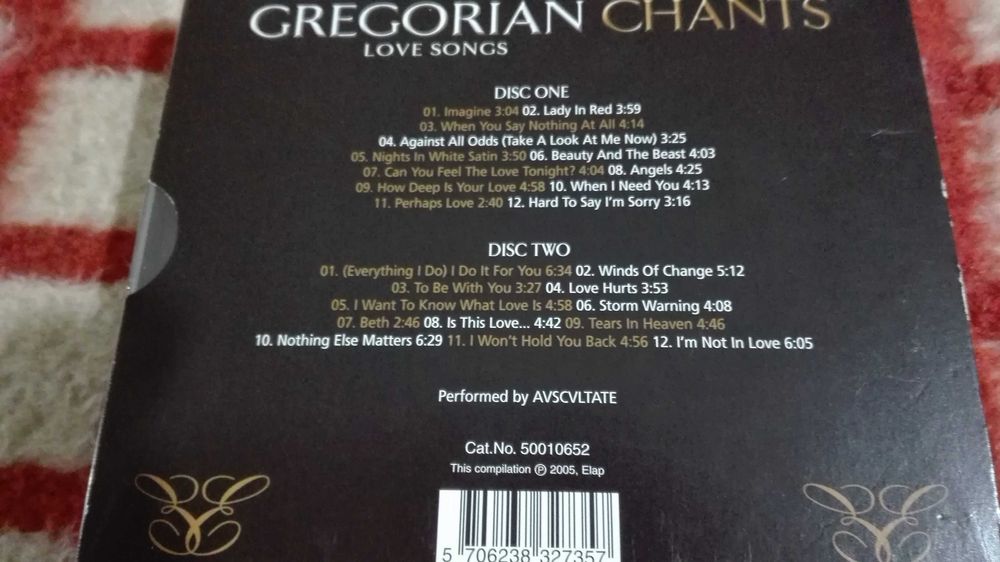 GREGORIAN CHANTS
LOVE SONGS
DISC ONE
01. Imagine 3:04 02. Lady In Red 3:59
03. When You Say Nothing At All 4:14
04. Against All Odds (Take A Look At Me Now) 3:25
05. Nights In White Satin 3:50 06. Beauty And The Beast 4:03
07. Can You Feel The Love Tonight? 4:04 08. Angels 4:25
09. How Deep Is Your Love 4:58 10. When I Need You 4:13
11. Perhaps Love 2:40 12. Hard To Say I'm Sorry 3:16
DISC TWO
01. (Everything I Do) I Do It For You 6:34 02. Winds Of Change 5:12
03. To Be With You 3:27 04. Love Hurts 3:53
05. I Want To Know What Love Is 4:58 06. Storm Warning 4:08
07. Beth 2:46 08. Is This Love... 4:42 09. Tears In Heaven 4:46
10. Nothing Else Matters 6:29 11. I Won't Hold You Back 4:56 12. I'm Not In Love 6:05
Performed by AVSCVLTATE
Cat.No. 50010652
This compilation ℗ 2005, Elap
5 706238 327357